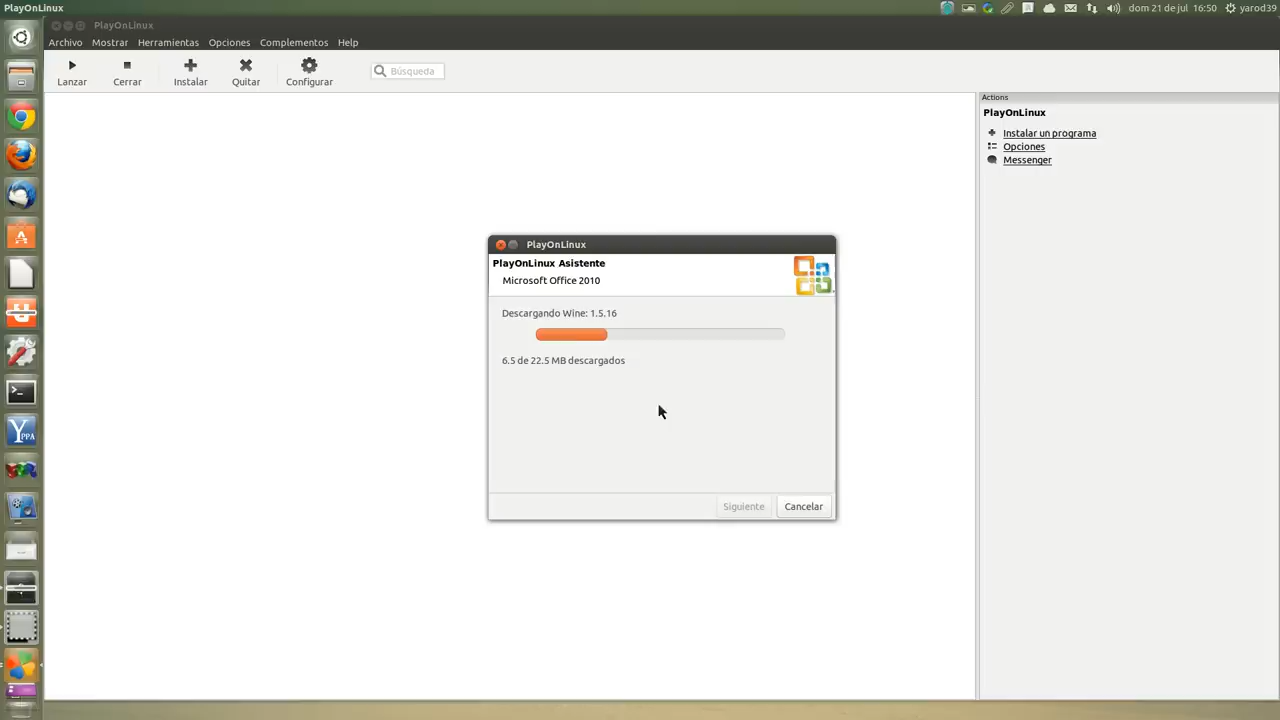 PlayOnLinux
dom 21 de jul 16:50 yarod39
PlayOnLinux
Archivo Mostrar Herramientas Opciones Complementos Help
Lanzar Cerrar Instalar Quitar Configurar Búsqueda
Actions
PlayOnLinux
Instalar un programa
Opciones
Messenger
PlayOnLinux
PlayOnLinux Asistente
Microsoft Office 2010
Descargando Wine: 1.5.16
6.5 de 22.5 MB descargados
Siguiente Cancelar
YPPA